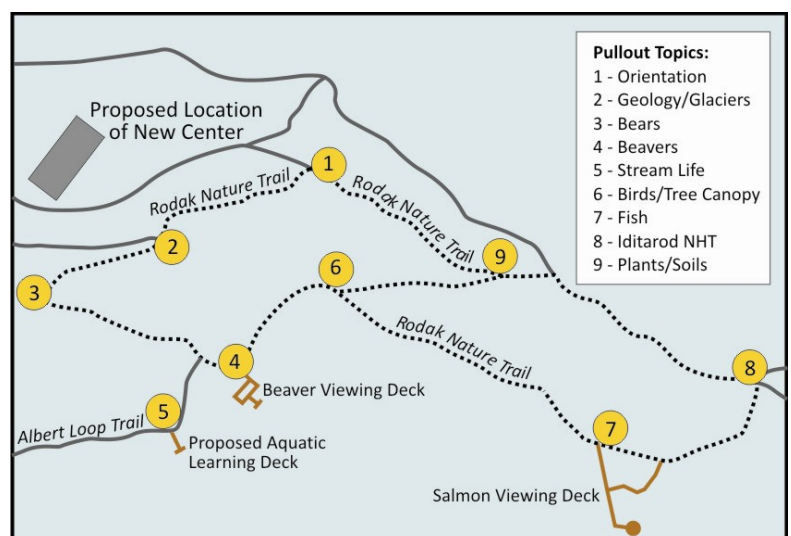 Pullout Topics:
1 - Orientation
2 - Geology/Glaciers
3 - Bears
4 - Beavers
5 - Stream Life
6 - Birds/Tree Canopy
7 - Fish
8 - Iditarod NHT
9 - Plants/Soils
Proposed Location
of New Center
1
Rodak Nature Trail
Rodak Nature Trail
2
9
6
3
Rodak Nature Trail
4
8
Beaver Viewing Deck
5
Albert Loop Trail
Proposed Aquatic
Learning Deck
7
Salmon Viewing Deck